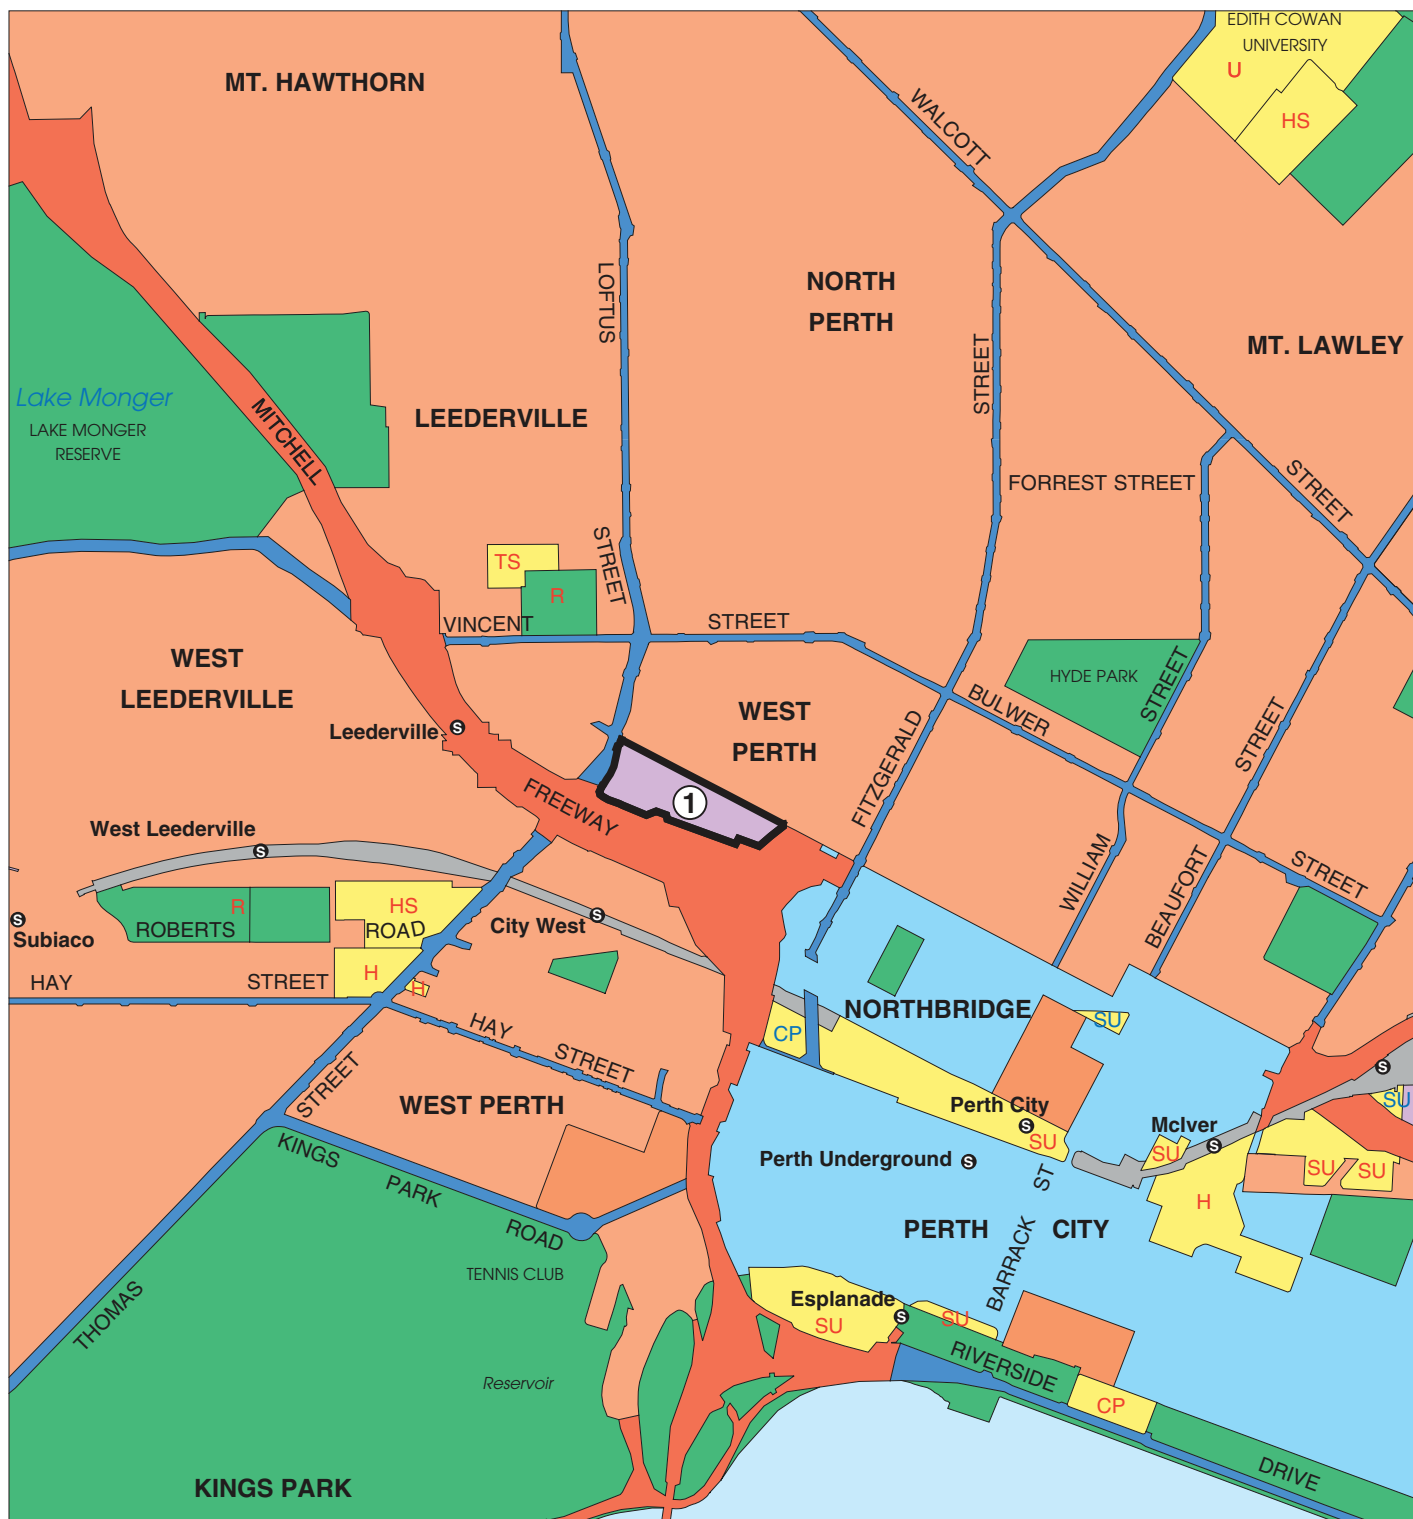 EDITH COWAN
UNIVERSITY
U
HS
MT. HAWTHORN
WALCOTT
LOFTUS
NORTH
PERTH
STREET
MT. LAWLEY
Lake Monger
LAKE MONGER
RESERVE
MITCHELL
LEEDERVILLE
FORREST STREET
STREET
TS
R
STREET
VINCENT
STREET
WEST
LEEDERVILLE
HYDE PARK
STREET
BULWER
WEST
PERTH
STREET
Leederville
S
FITZGERALD
FREEWAY
1
West Leederville
S
WILLIAM
BEAUFORT
STREET
S
Subiaco
R
ROBERTS
HS
ROAD
City West
S
HAY
STREET
H
H
NORTHBRIDGE
HAY
STREET
CP
SU
S
STREET
WEST PERTH
Perth City
S
SU
McIver
S
SU
SU
KINGS
PARK
ROAD
Perth Underground
S
SU
SU
ST
H
PERTH
CITY
BARRACK
TENNIS CLUB
THOMAS
Esplanade
S
SU
SU
RIVERSIDE
Reservoir
CP
DRIVE
KINGS PARK